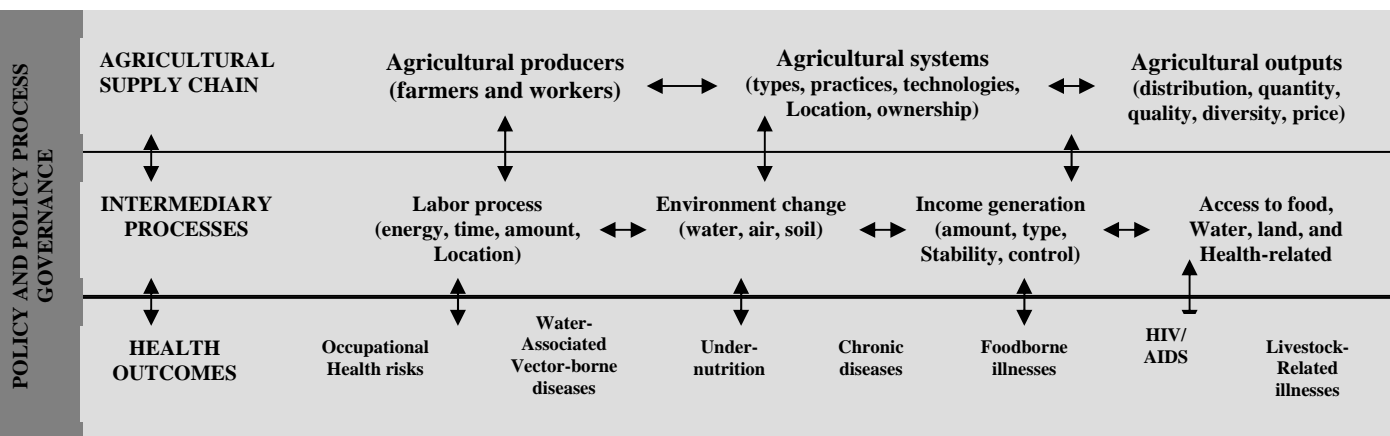 POLICY AND POLICY PROCESS
GOVERNANCE
AGRICULTURAL
SUPPLY CHAIN
Agricultural producers
(farmers and workers)
Agricultural systems
(types, practices, technologies,
Location, ownership)
Agricultural outputs
(distribution, quantity,
quality, diversity, price)
INTERMEDIARY
PROCESSES
Labor process
(energy, time, amount,
Location)
Environment change
(water, air, soil)
Income generation
(amount, type,
Stability, control)
Access to food,
Water, land, and
Health-related
HEALTH
OUTCOMES
Occupational
Health risks
Water-
Associated
Vector-borne
diseases
Under-
nutrition
Chronic
diseases
Foodborne
illnesses
HIV/
AIDS
Livestock-
Related
illnesses